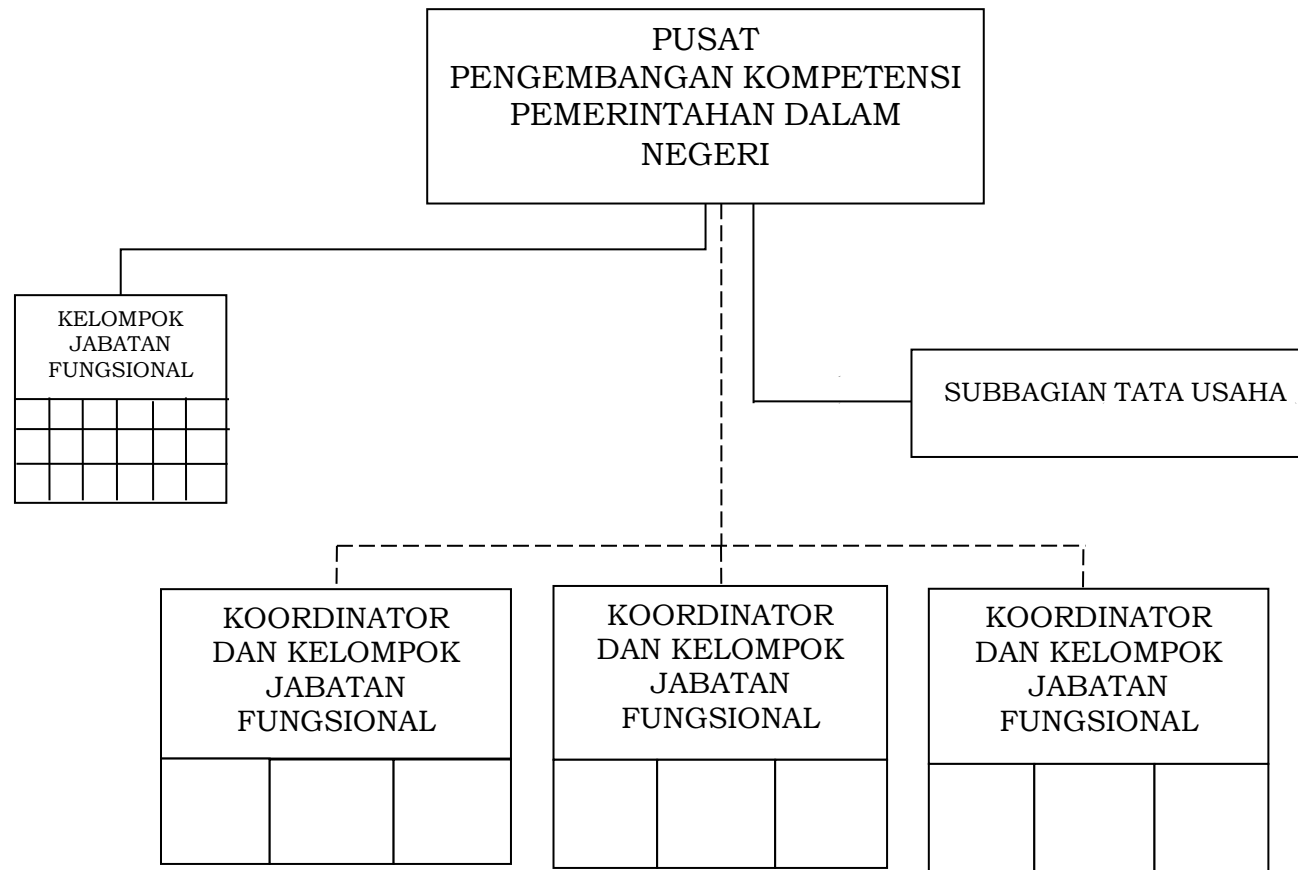 PUSAT
PENGEMBANGAN KOMPETENSI
PEMERINTAHAN DALAM
NEGERI
KELOMPOK
JABATAN
FUNGSIONAL
SUBBAGIAN TATA USAHA
KOORDINATOR
DAN KELOMPOK
JABATAN
FUNGSIONAL
KOORDINATOR
DAN KELOMPOK
JABATAN
FUNGSIONAL
KOORDINATOR
DAN KELOMPOK
JABATAN
FUNGSIONAL